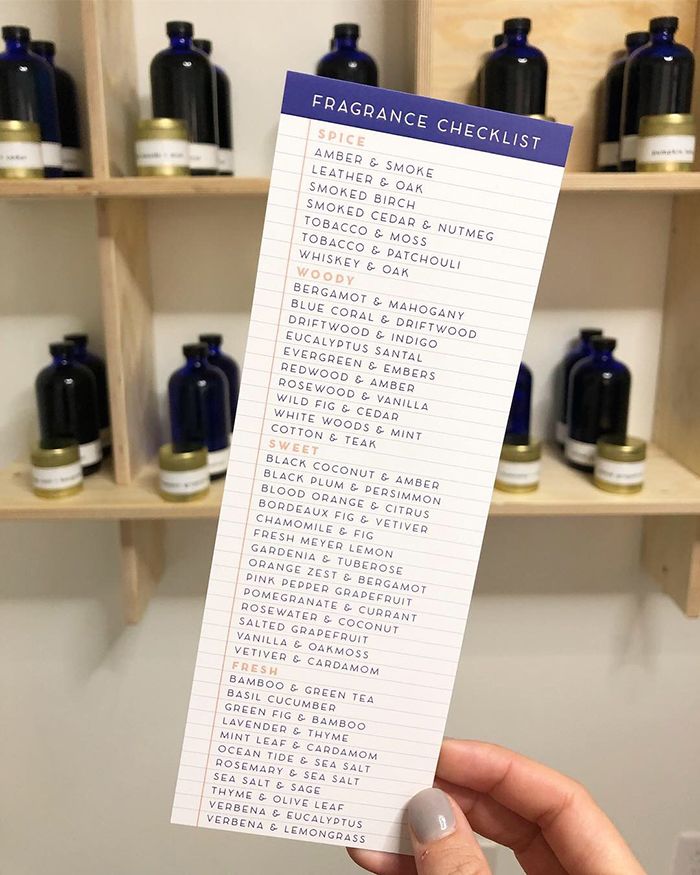 FRAGRANCE CHECKLIST
SPICE
AMBER & SMOKE
LEATHER & OAK
SMOKED BIRCH
SMOKED CEDAR & NUTMEG
TOBACCO & MOSS
TOBACCO & PATCHOULI
WHISKEY & OAK
WOODY
BERGAMOT & MAHOGANY
BLUE CORAL & DRIFTWOOD
DRIFTWOOD & INDIGO
EUCALYPTUS SANTAL
EVERGREEN & EMBERS
REDWOOD & AMBER
ROSEWOOD & VANILLA
WILD FIG & CEDAR
WHITE WOODS & MINT
COTTON & TEAK
SWEET
BLACK COCONUT & AMBER
BLACK PLUM & PERSIMMON
BLOOD ORANGE & CITRUS
BORDEAUX FIG & VETIVER
CHAMOMILE & FIG
FRESH MEYER LEMON
GARDENIA & TUBEROSE
ORANGE ZEST & BERGAMOT
PINK PEPPER GRAPEFRUIT
POMEGRANATE & CURRANT
ROSEWATER & COCONUT
SALTED GRAPEFRUIT
VANILLA & OAKMOSS
VETIVER & CARDAMOM
FRESH
BAMBOO & GREEN TEA
BASIL CUCUMBER
GREEN FIG & BAMBOO
LAVENDER & THYME
MINT LEAF & CARDAMOM
OCEAN TIDE & SEA SALT
ROSEMARY & SEA SALT
SEA SALT & SAGE
THYME & OLIVE LEAF
VERBENA & EUCALYPTUS
VERBENA & LEMONGRASS